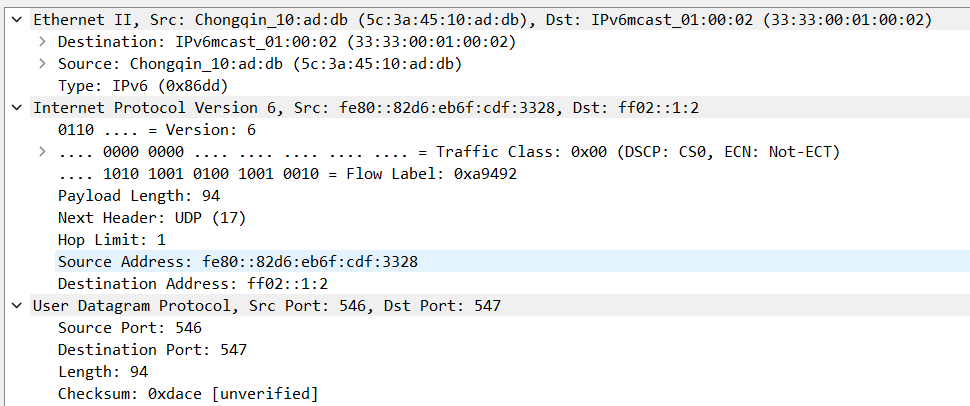 Ethernet II, Src: Chongqin_10:ad:db (5c:3a:45:10:ad:db), Dst: IPv6mcast_01:00:02 (33:33:00:01:00:02)
Destination: IPv6mcast_01:00:02 (33:33:00:01:00:02)
Source: Chongqin_10:ad:db (5c:3a:45:10:ad:db)
Type: IPv6 (0x86dd)
Internet Protocol Version 6, Src: fe80::82d6:eb6f:cdf:3328, Dst: ff02::1:2
0110 .... = Version: 6
.... 0000 0000 .... .... .... .... .... = Traffic Class: 0x00 (DSCP: CS0, ECN: Not-ECT)
.... 1010 1001 0100 1001 0010 = Flow Label: 0xa9492
Payload Length: 94
Next Header: UDP (17)
Hop Limit: 1
Source Address: fe80::82d6:eb6f:cdf:3328
Destination Address: ff02::1:2
User Datagram Protocol, Src Port: 546, Dst Port: 547
Source Port: 546
Destination Port: 547
Length: 94
Checksum: 0xdace [unverified]